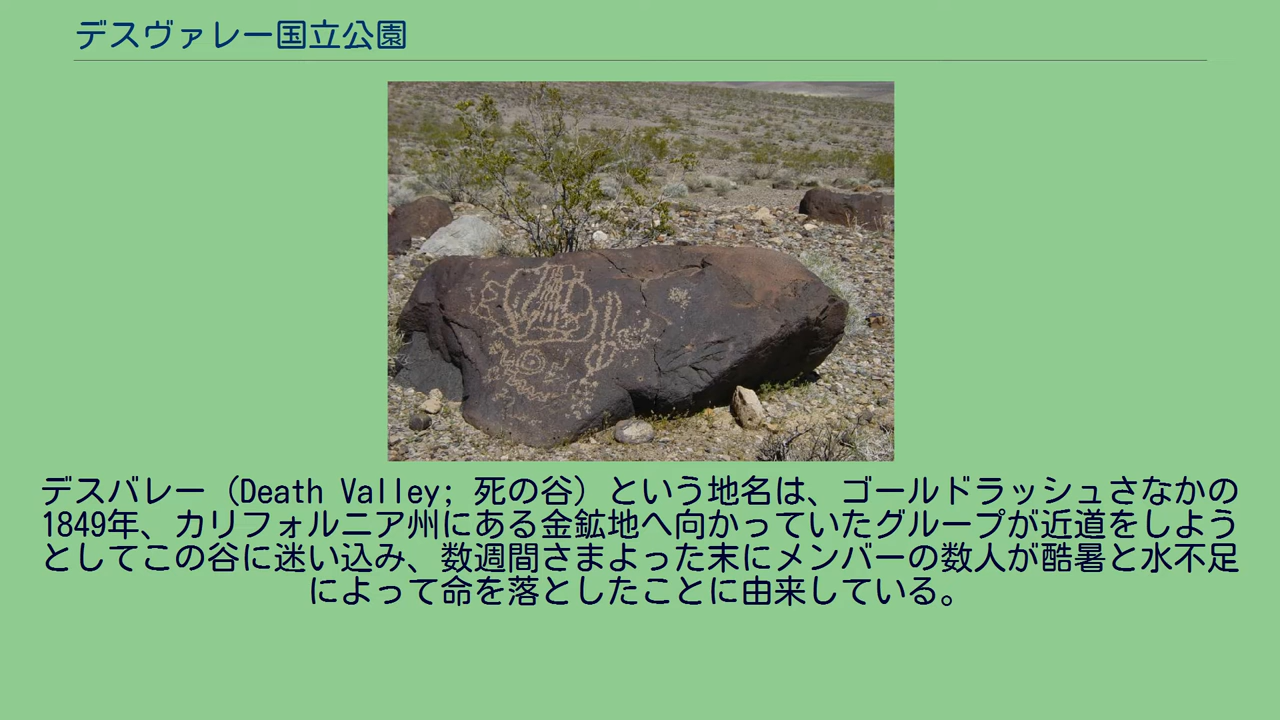 デスヴァレー国立公園
デスバレー（Death Valley; 死の谷）という地名は、ゴールドラッシュさなかの
1849年、カリフォルニア州にある金鉱地へ向かっていたグループが近道をしよう
としてこの谷に迷い込み、数週間さまよった末にメンバーの数人が酷暑と水不足
によって命を落としたことに由来している。